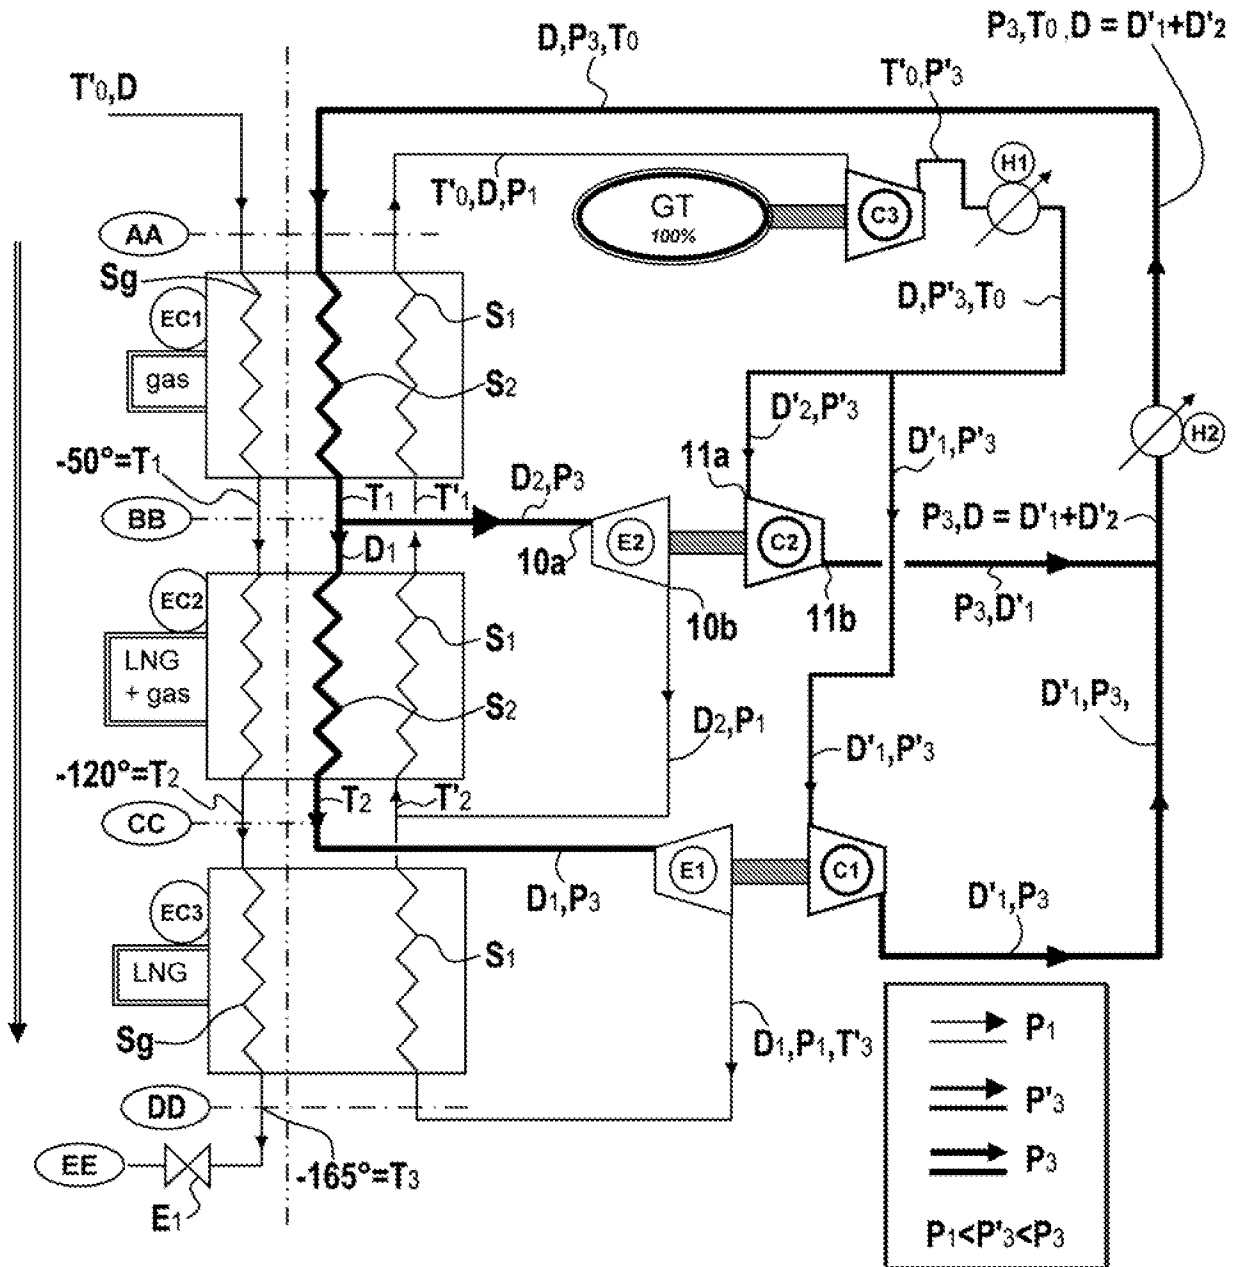 P3,T0 ,D = D'1+D'2
D,P3,T0
T'0,P'3
T'0,D
H1
T'0,D,P1
GT
100%
C3
AA
Sg
D,P'3,T0
EC1
S1
gas
S2
D'2,P'3
H2
D'1,P'3
-50°=T1
11a
T1
T'1
D2,P3
BB
P3,D = D'1+D'2
E2
C2
D1
10a
EC2
10b
11b
P3,D'1
S1
LNG
+ gas
S2
D'1,P3,
D2,P1
D'1,P'3
-120°=T2
T2
T'2
CC
E1
C1
D1,P3
D'1,P3
EC3
S1
LNG
P1
Sg
D1,P1,T'3
P'3
DD
P3
EE
-165°=T3
E1
P1<P'3<P3